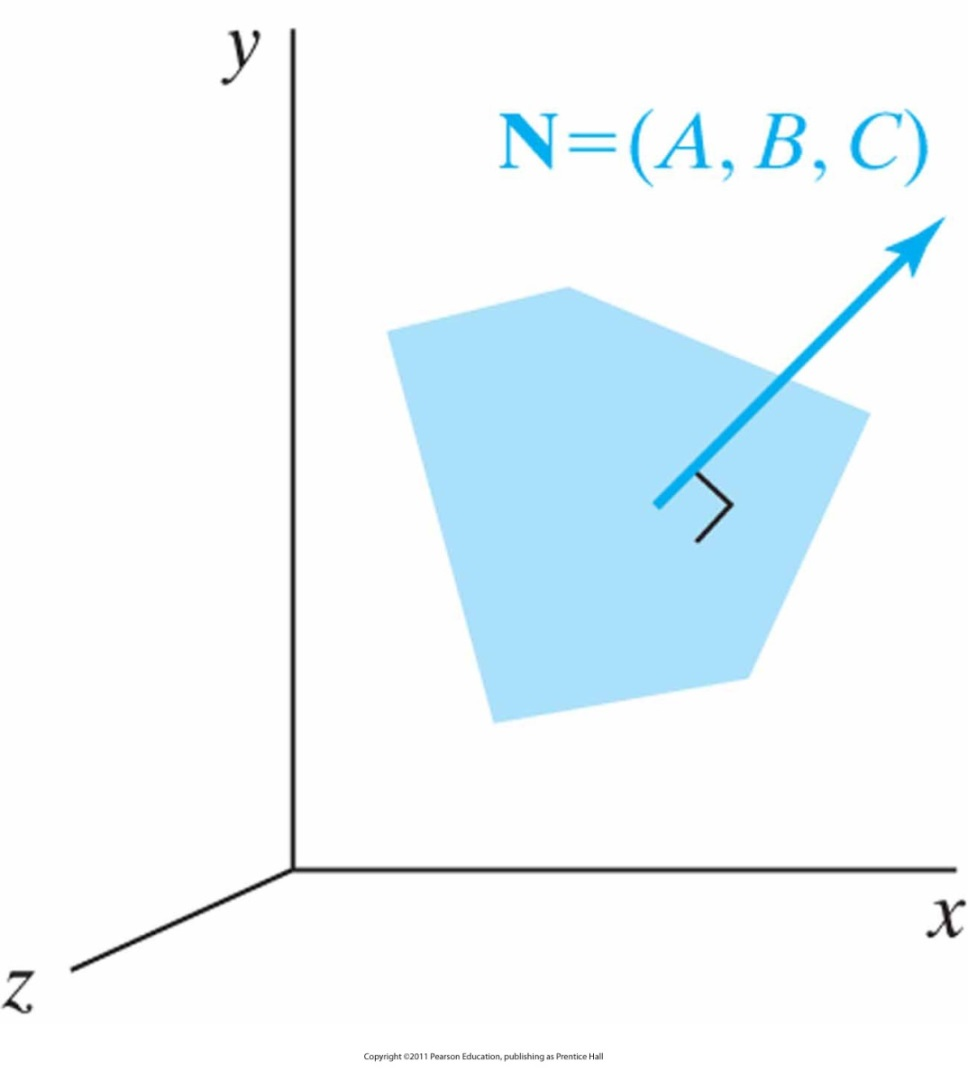 y
N=(A, B, C)
x
z
Copyright ©2011 Pearson Education, publishing as Prentice Hall